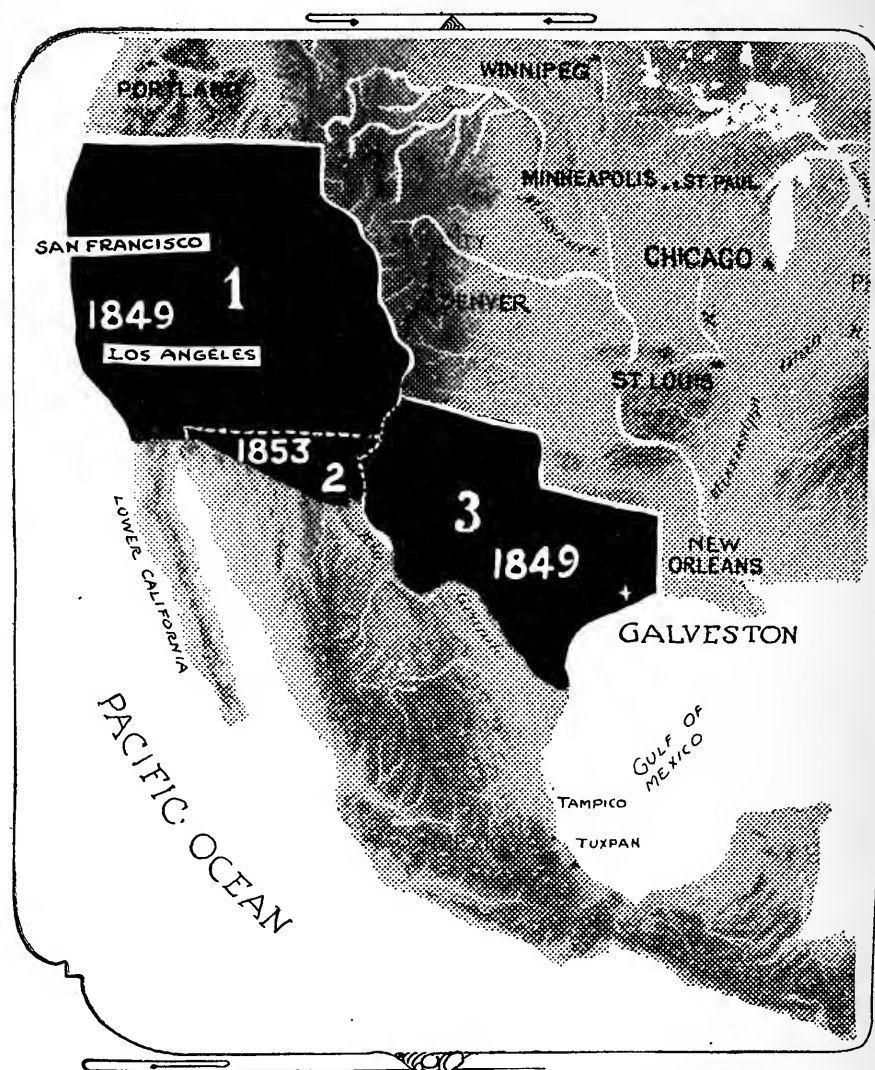 PORTLAND
WINNIPEG
MINNEAPOLIS
ST. PAUL
SAN FRANCISCO
1
CHICAGO
1849
DENVER
LOS ANGELES
ST. LOUIS
1853
2
3
1849
NEW
ORLEANS
LOWER CALIFORNIA
GALVESTON
PACIFIC OCEAN
GULF OF
MEXICO
TAMPICO
TUXPAN